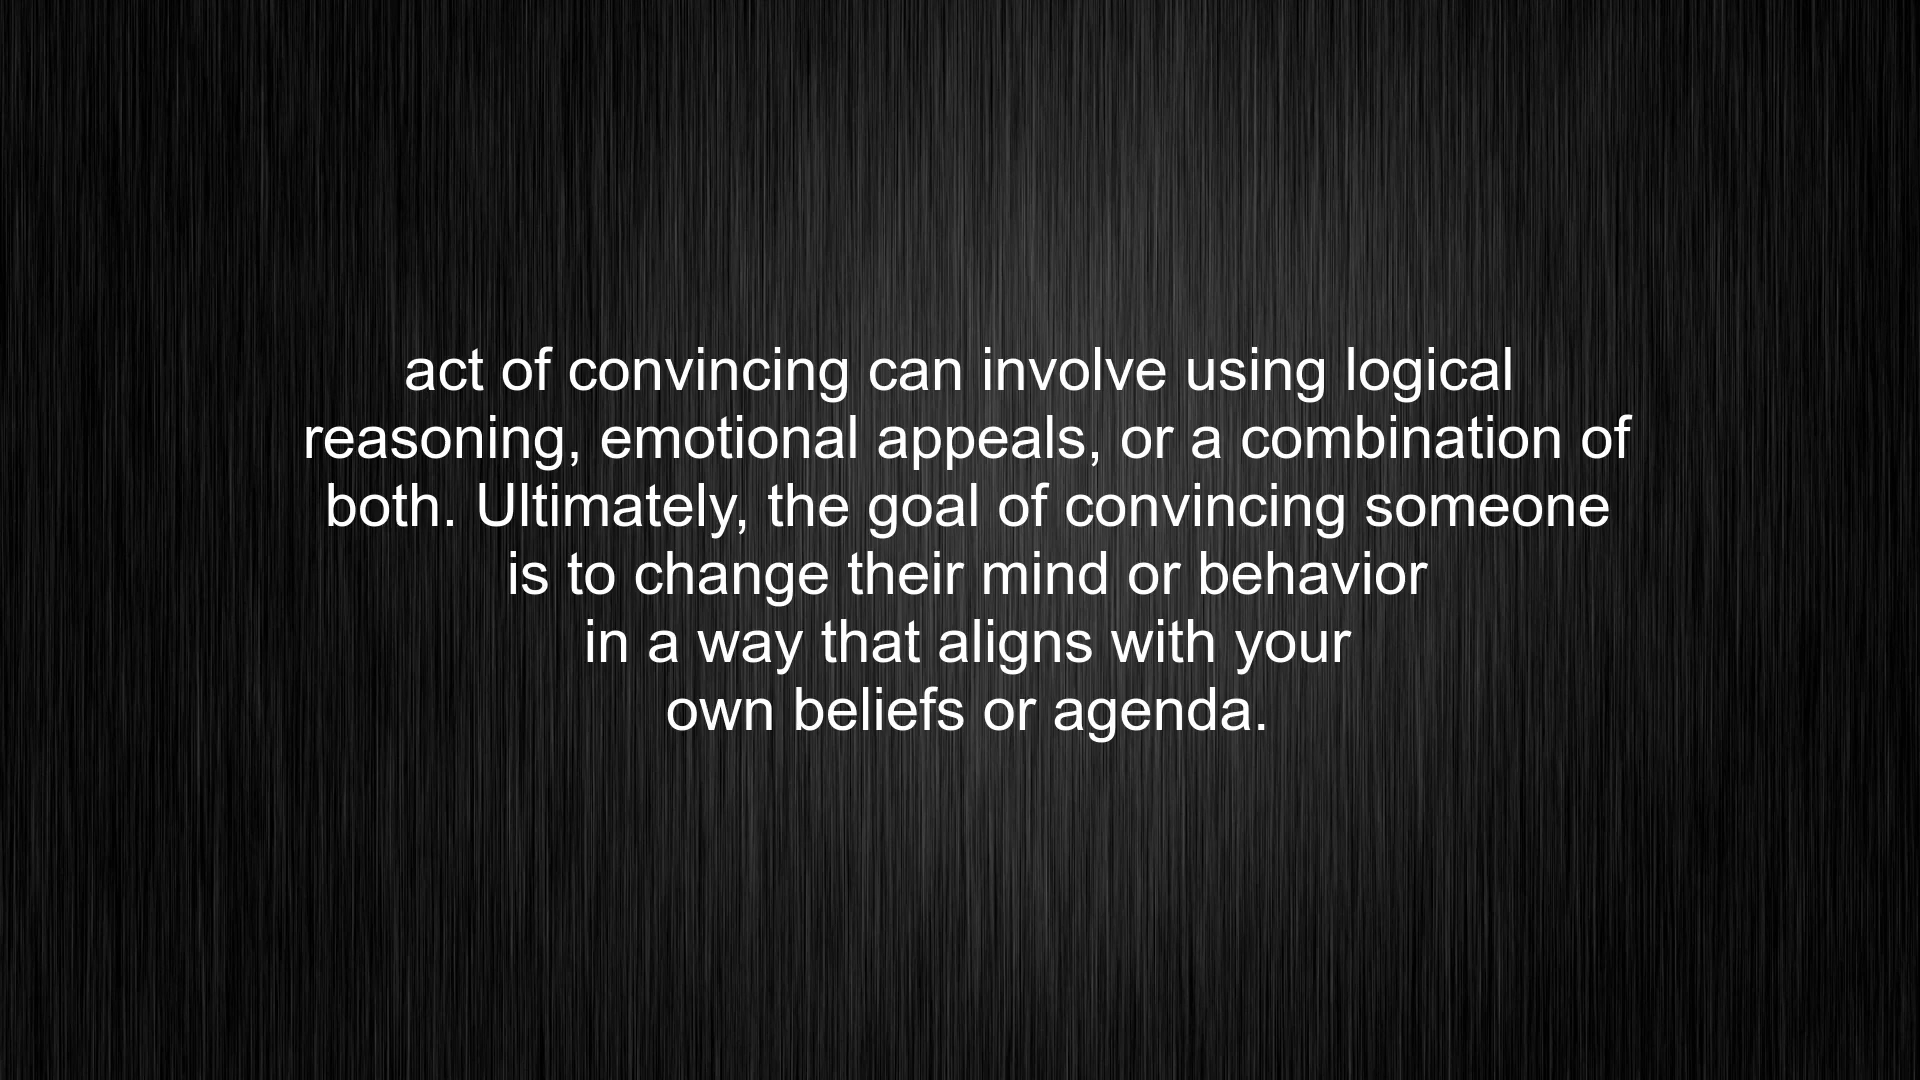 act of convincing can involve using logical
reasoning, emotional appeals, or a combination of
both. Ultimately, the goal of convincing someone
is to change their mind or behavior
in a way that aligns with your
own beliefs or agenda.